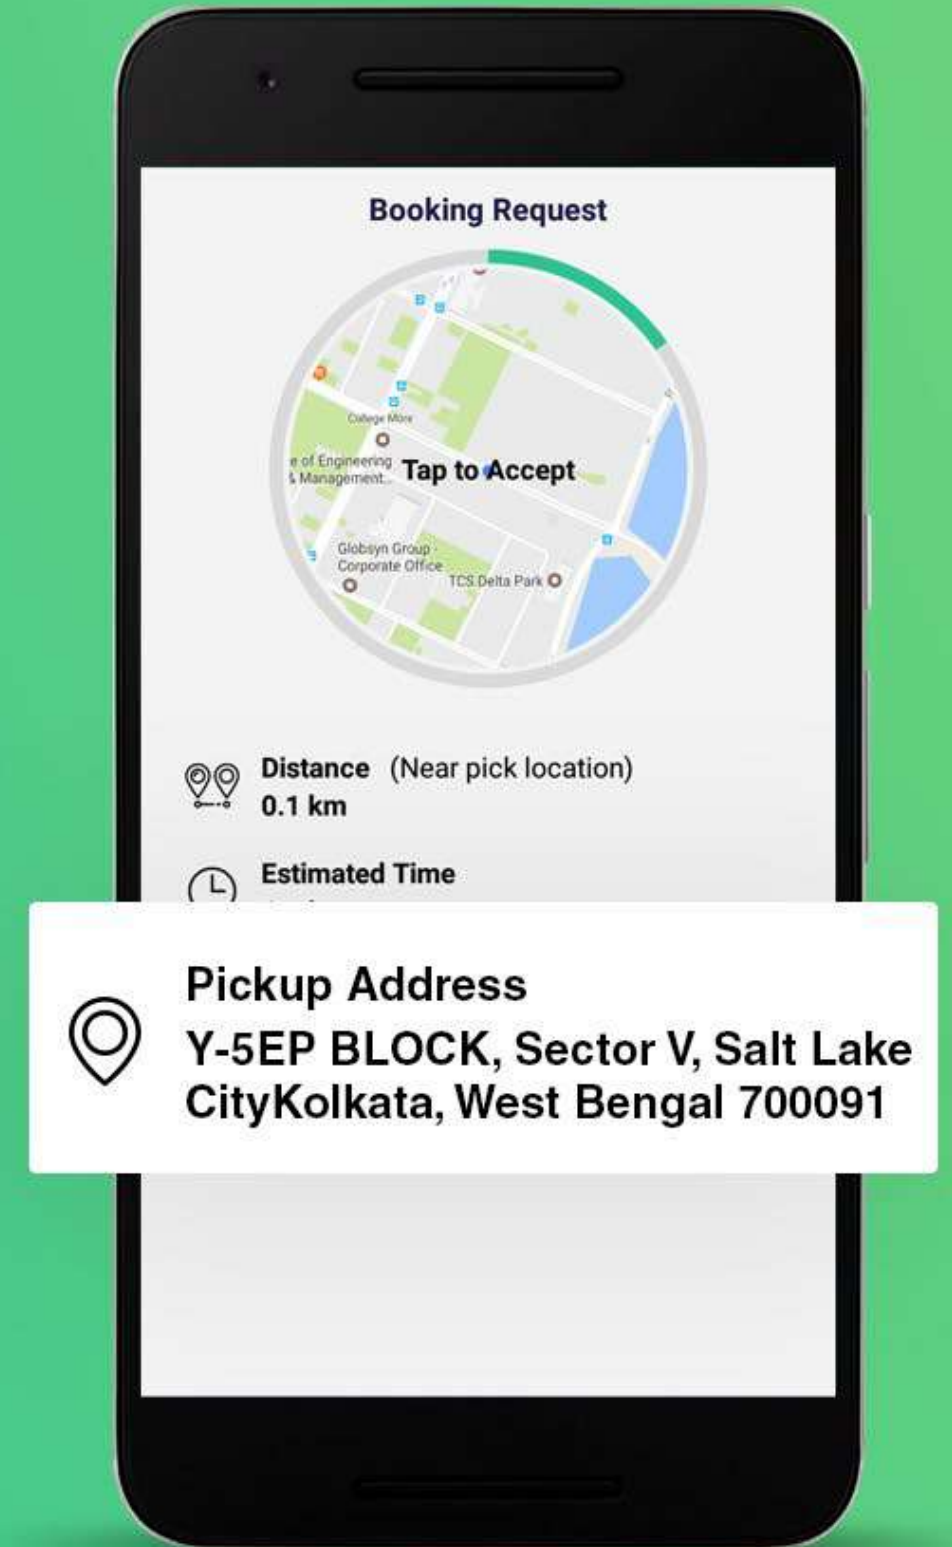 Booking Request
College More
e of Engineering
& Management...
Tap to Accept
Globsyn Group -
Corporate Office
TCS Delta Park
Distance (Near pick location)
0.1 km
Estimated Time
Pickup Address
Y-5EP BLOCK, Sector V, Salt Lake
CityKolkata, West Bengal 700091